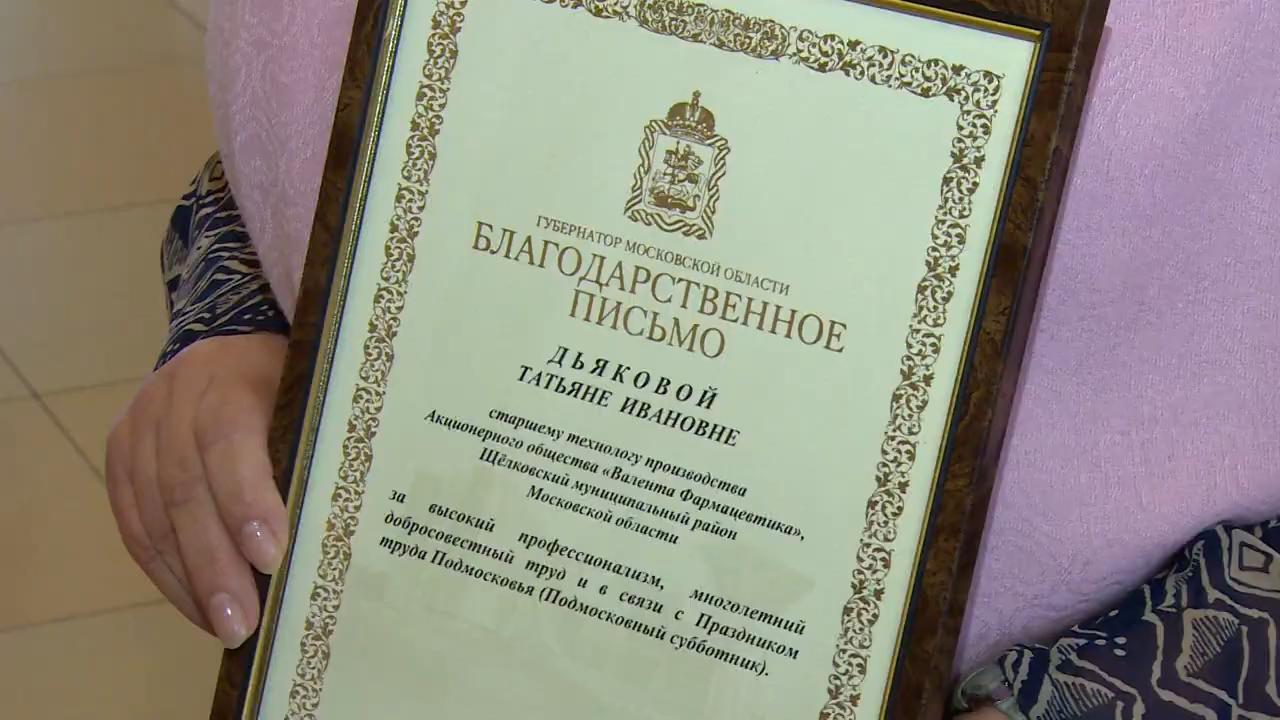 ГУБЕРНАТОР МОСКОВСКОЙ ОБЛАСТИ
БЛАГОДАРСТВЕННОЕ
ПИСЬМО
ДЬЯКОВОЙ
ТАТЬЯНЕ ИВАНОВНЕ
старшему технологу производства
Акционерного общества «Валента Фармацевтика»,
Щёлковский муниципальный район
Московской области
за высокий профессионализм, многолетний
добросовестный труд и в связи с Праздником
труда Подмосковья (Подмосковный субботник).